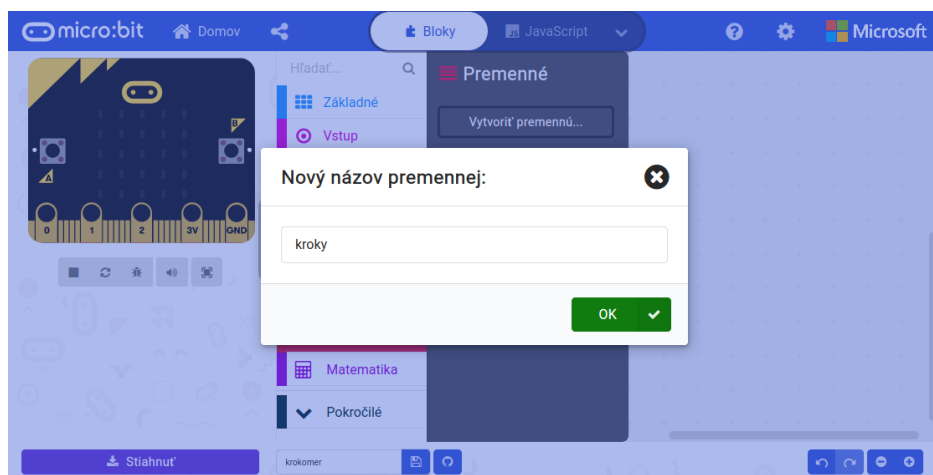 micro:bit Domov Bloky JavaScript Microsoft
Hľadať...
Základné
Vstup
Premenné
Vytvoriť premennú...
B
A
0 1 2 3V GND
Nový názov premennej:
kroky
OK
Matematika
Pokročilé
Stiahnuť
krokomer